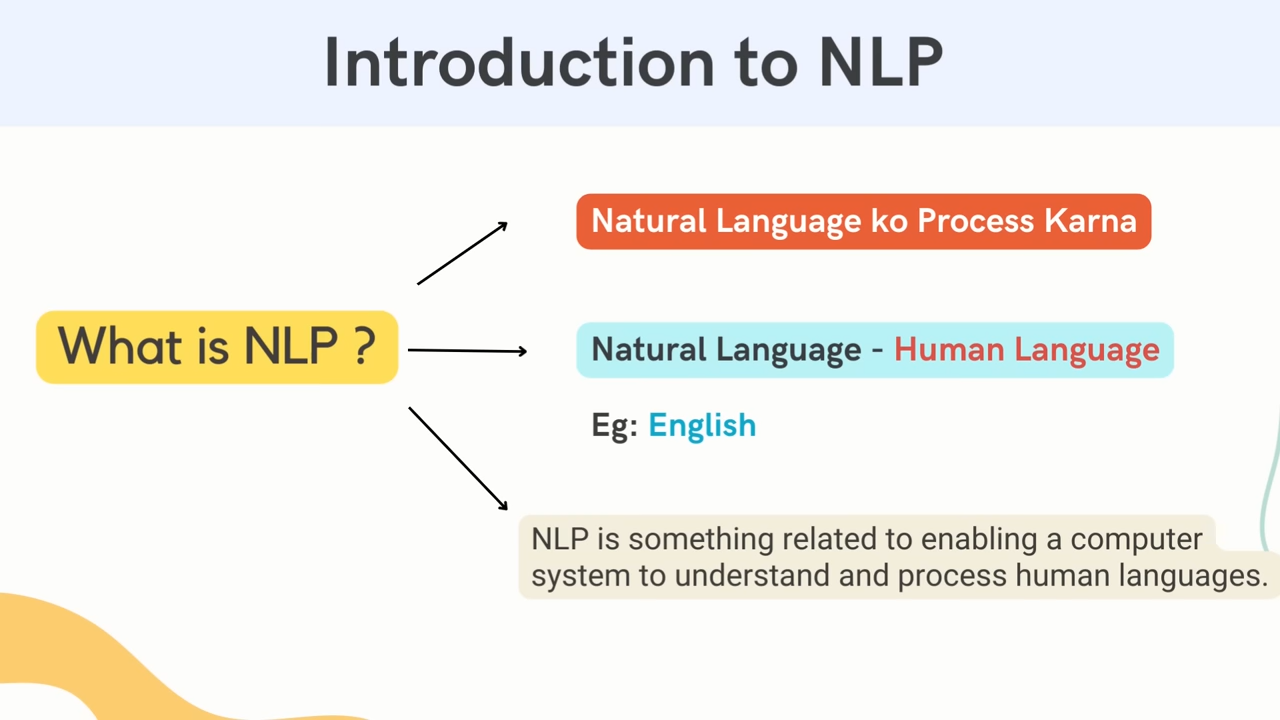 Introduction to NLP
What is NLP ?
Natural Language ko Process Karna
Natural Language - Human Language
Eg: English
NLP is something related to enabling a computer
system to understand and process human languages.